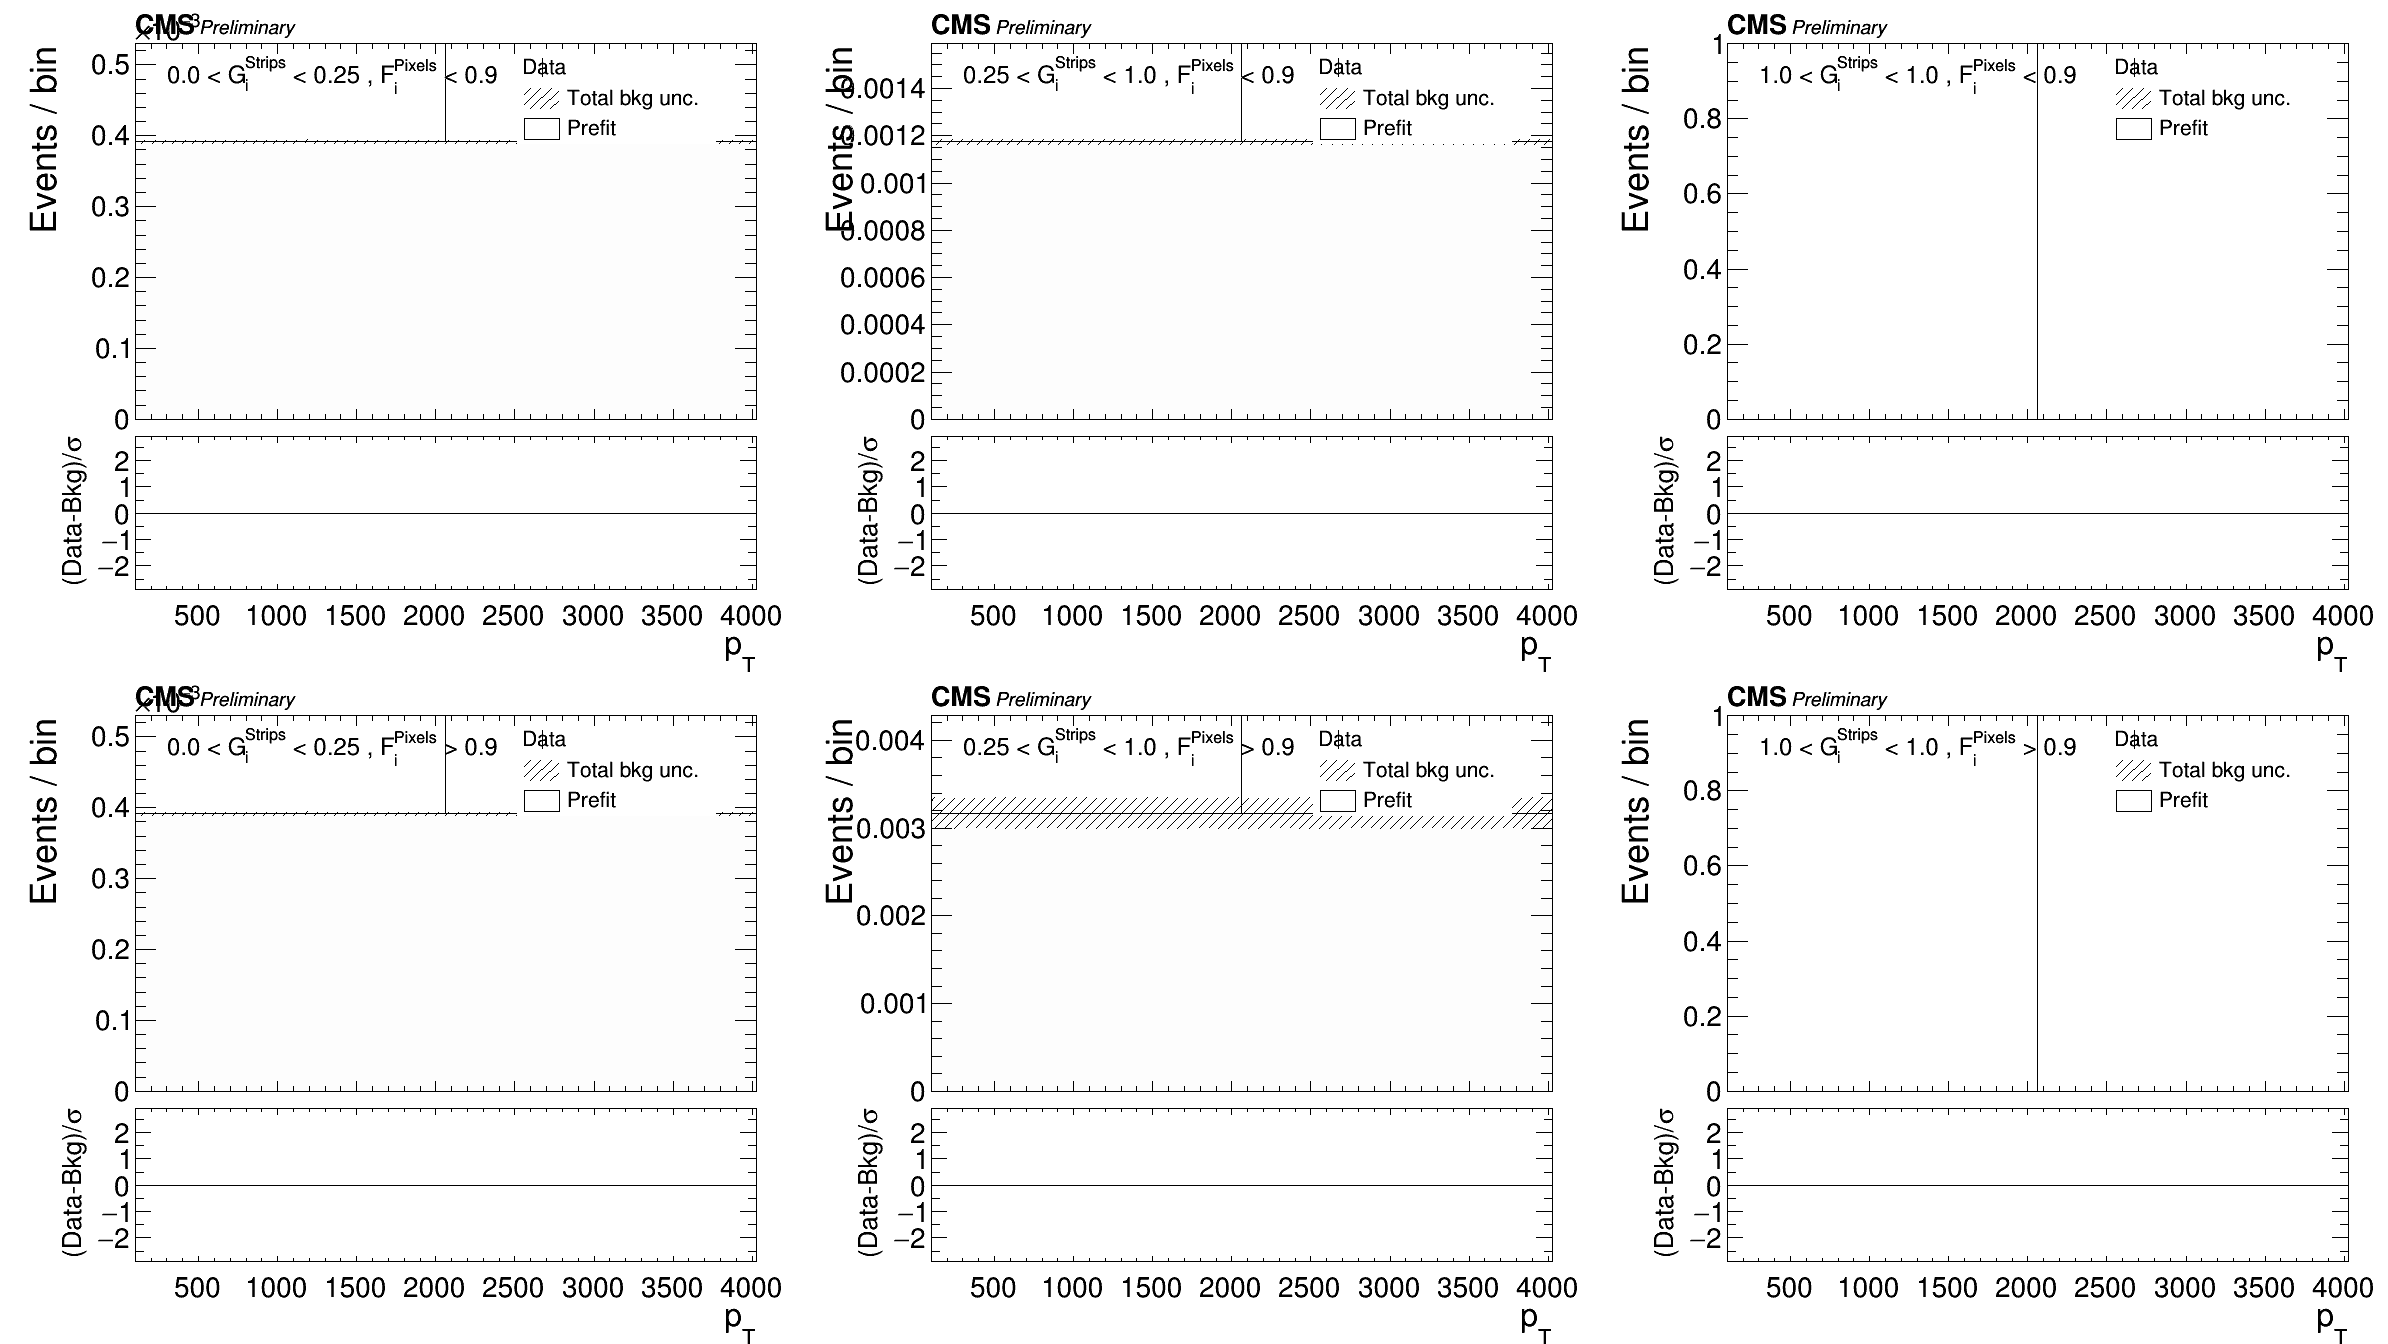 CMS Preliminary
×10⁻³
Events / bin
0.0 < G_i^Strips < 0.25 , F_i^Pixels < 0.9
Data
Total bkg unc.
Prefit
0.5
0.4
0.3
0.2
0.1
0
(Data-Bkg)/σ
2
1
0
−1
−2
500 1000 1500 2000 2500 3000 3500 4000
p_T
CMS Preliminary
Events / bin
0.25 < G_i^Strips < 1.0 , F_i^Pixels < 0.9
Data
Total bkg unc.
Prefit
0.0014
0.0012
0.001
0.0008
0.0006
0.0004
0.0002
0
(Data-Bkg)/σ
2
1
0
−1
−2
500 1000 1500 2000 2500 3000 3500 4000
p_T
CMS Preliminary
Events / bin
1.0 < G_i^Strips < 1.0 , F_i^Pixels < 0.9
Data
Total bkg unc.
Prefit
1
0.8
0.6
0.4
0.2
0
(Data-Bkg)/σ
2
1
0
−1
−2
500 1000 1500 2000 2500 3000 3500 4000
p_T
CMS Preliminary
×10⁻³
Events / bin
0.0 < G_i^Strips < 0.25 , F_i^Pixels > 0.9
Data
Total bkg unc.
Prefit
0.5
0.4
0.3
0.2
0.1
0
(Data-Bkg)/σ
2
1
0
−1
−2
500 1000 1500 2000 2500 3000 3500 4000
p_T
CMS Preliminary
Events / bin
0.25 < G_i^Strips < 1.0 , F_i^Pixels > 0.9
Data
Total bkg unc.
Prefit
0.004
0.003
0.002
0.001
0
(Data-Bkg)/σ
2
1
0
−1
−2
500 1000 1500 2000 2500 3000 3500 4000
p_T
CMS Preliminary
Events / bin
1.0 < G_i^Strips < 1.0 , F_i^Pixels > 0.9
Data
Total bkg unc.
Prefit
1
0.8
0.6
0.4
0.2
0
(Data-Bkg)/σ
2
1
0
−1
−2
500 1000 1500 2000 2500 3000 3500 4000
p_T